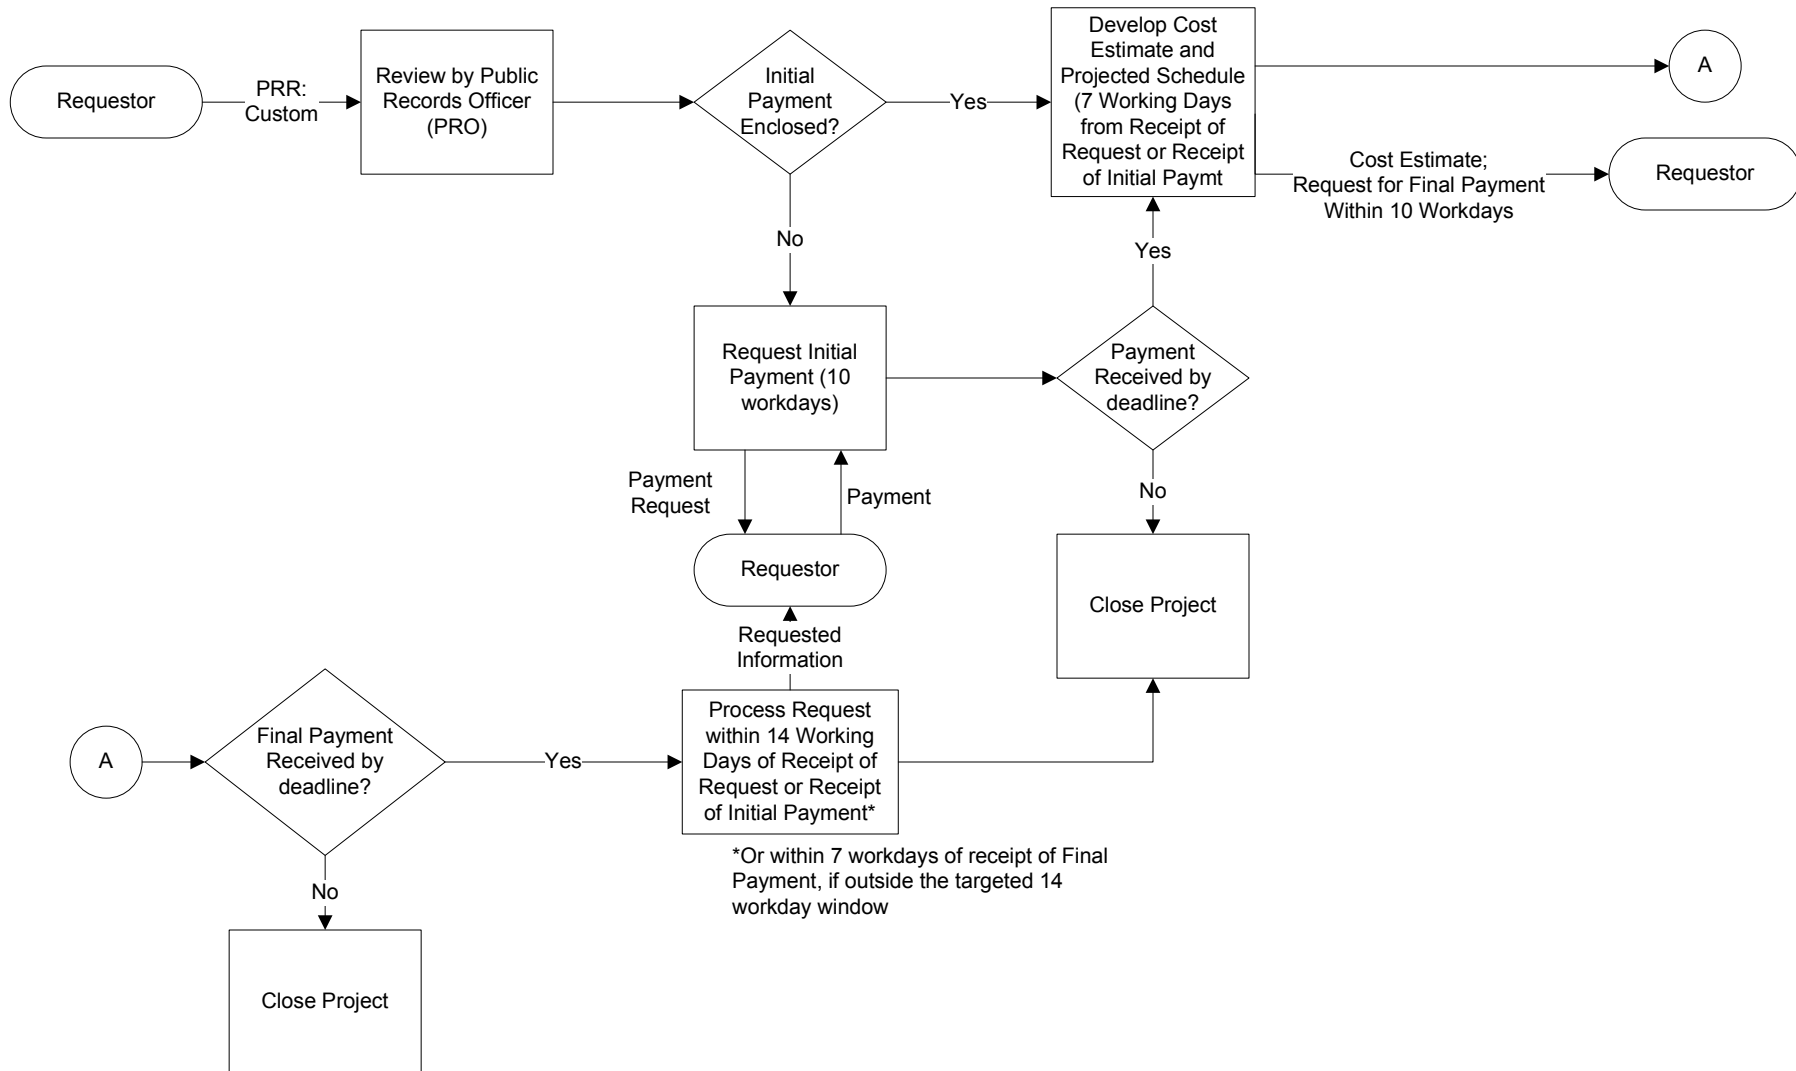 Requestor
PRR:
Custom
Review by Public
Records Officer
(PRO)
Initial
Payment
Enclosed?
Yes
Develop Cost
Estimate and
Projected Schedule
(7 Working Days
from Receipt of
Request or Receipt
of Initial Paymt
A
Cost Estimate;
Request for Final Payment
Within 10 Workdays
Requestor
No
Yes
Request Initial
Payment (10
workdays)
Payment
Received by
deadline?
Payment
Request
Payment
No
Requestor
Close Project
Requested
Information
A
Final Payment
Received by
deadline?
Yes
Process Request
within 14 Working
Days of Receipt of
Request or Receipt
of Initial Payment*
*Or within 7 workdays of receipt of Final
Payment, if outside the targeted 14
workday window
No
Close Project